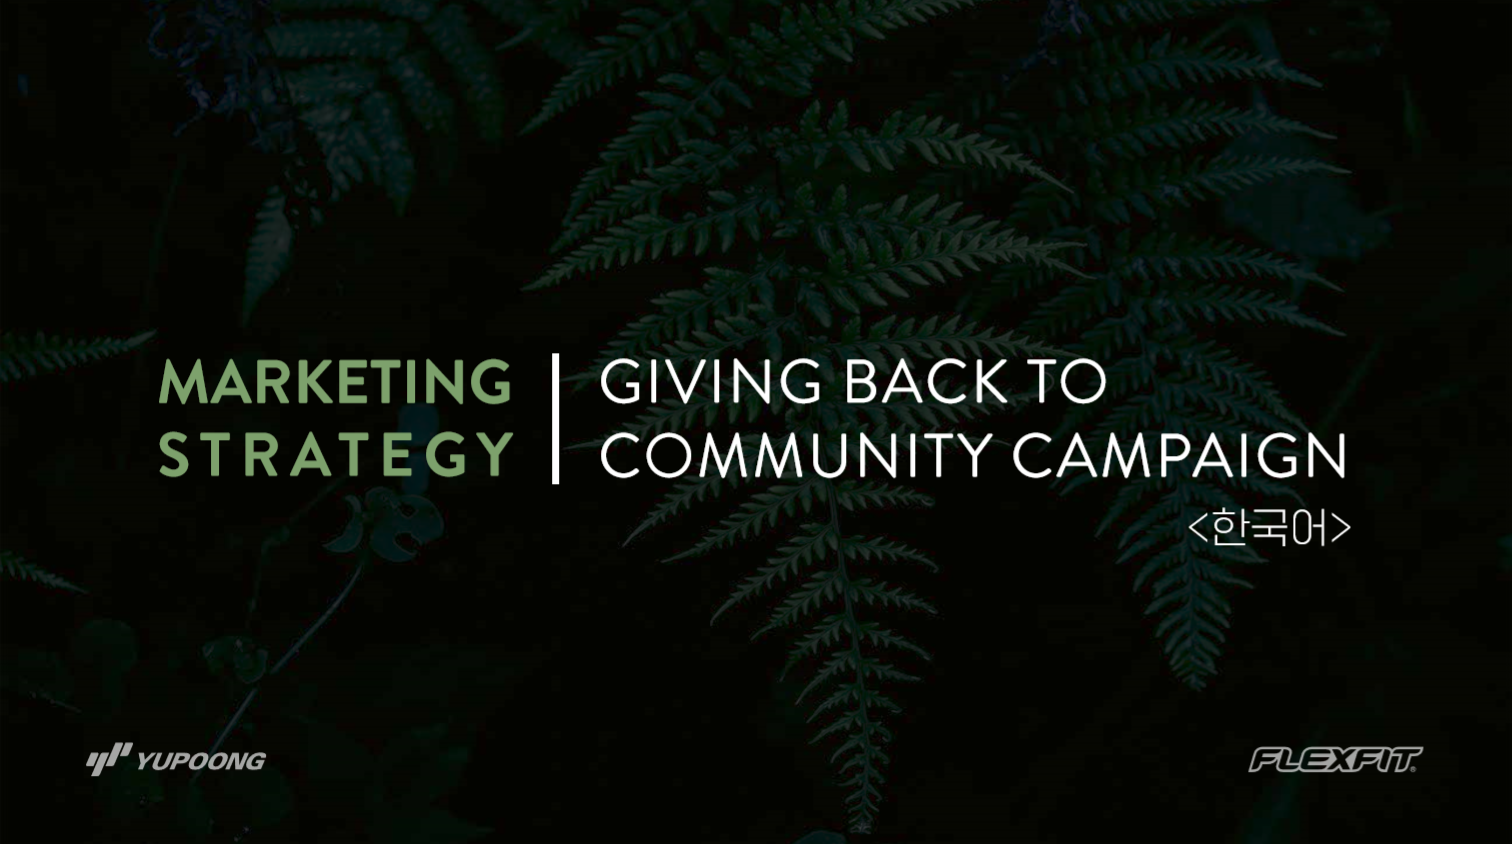 MARKETING
STRATEGY
GIVING BACK TO
COMMUNITY CAMPAIGN
<한국어>
YUPOONG
FLEXFIT®